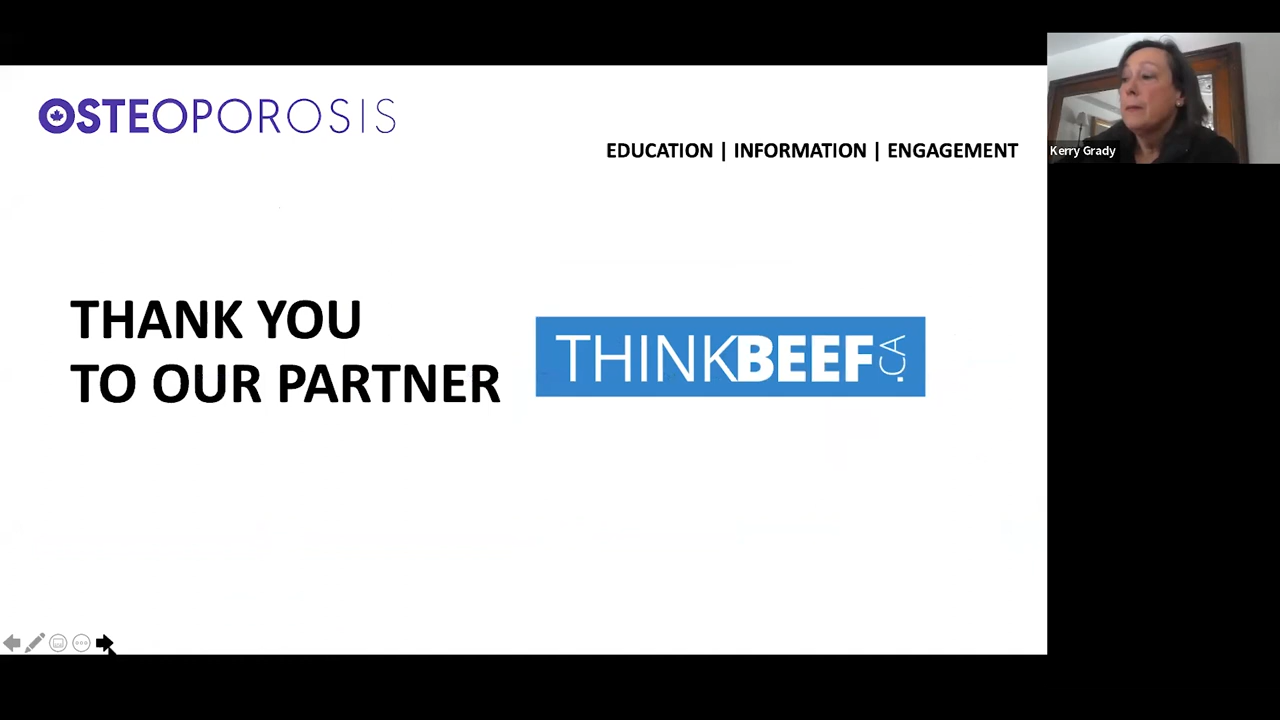 OSTEOPOROSIS
EDUCATION | INFORMATION | ENGAGEMENT
Kerry Grady
THANK YOU
TO OUR PARTNER
THINKBEEF.CA